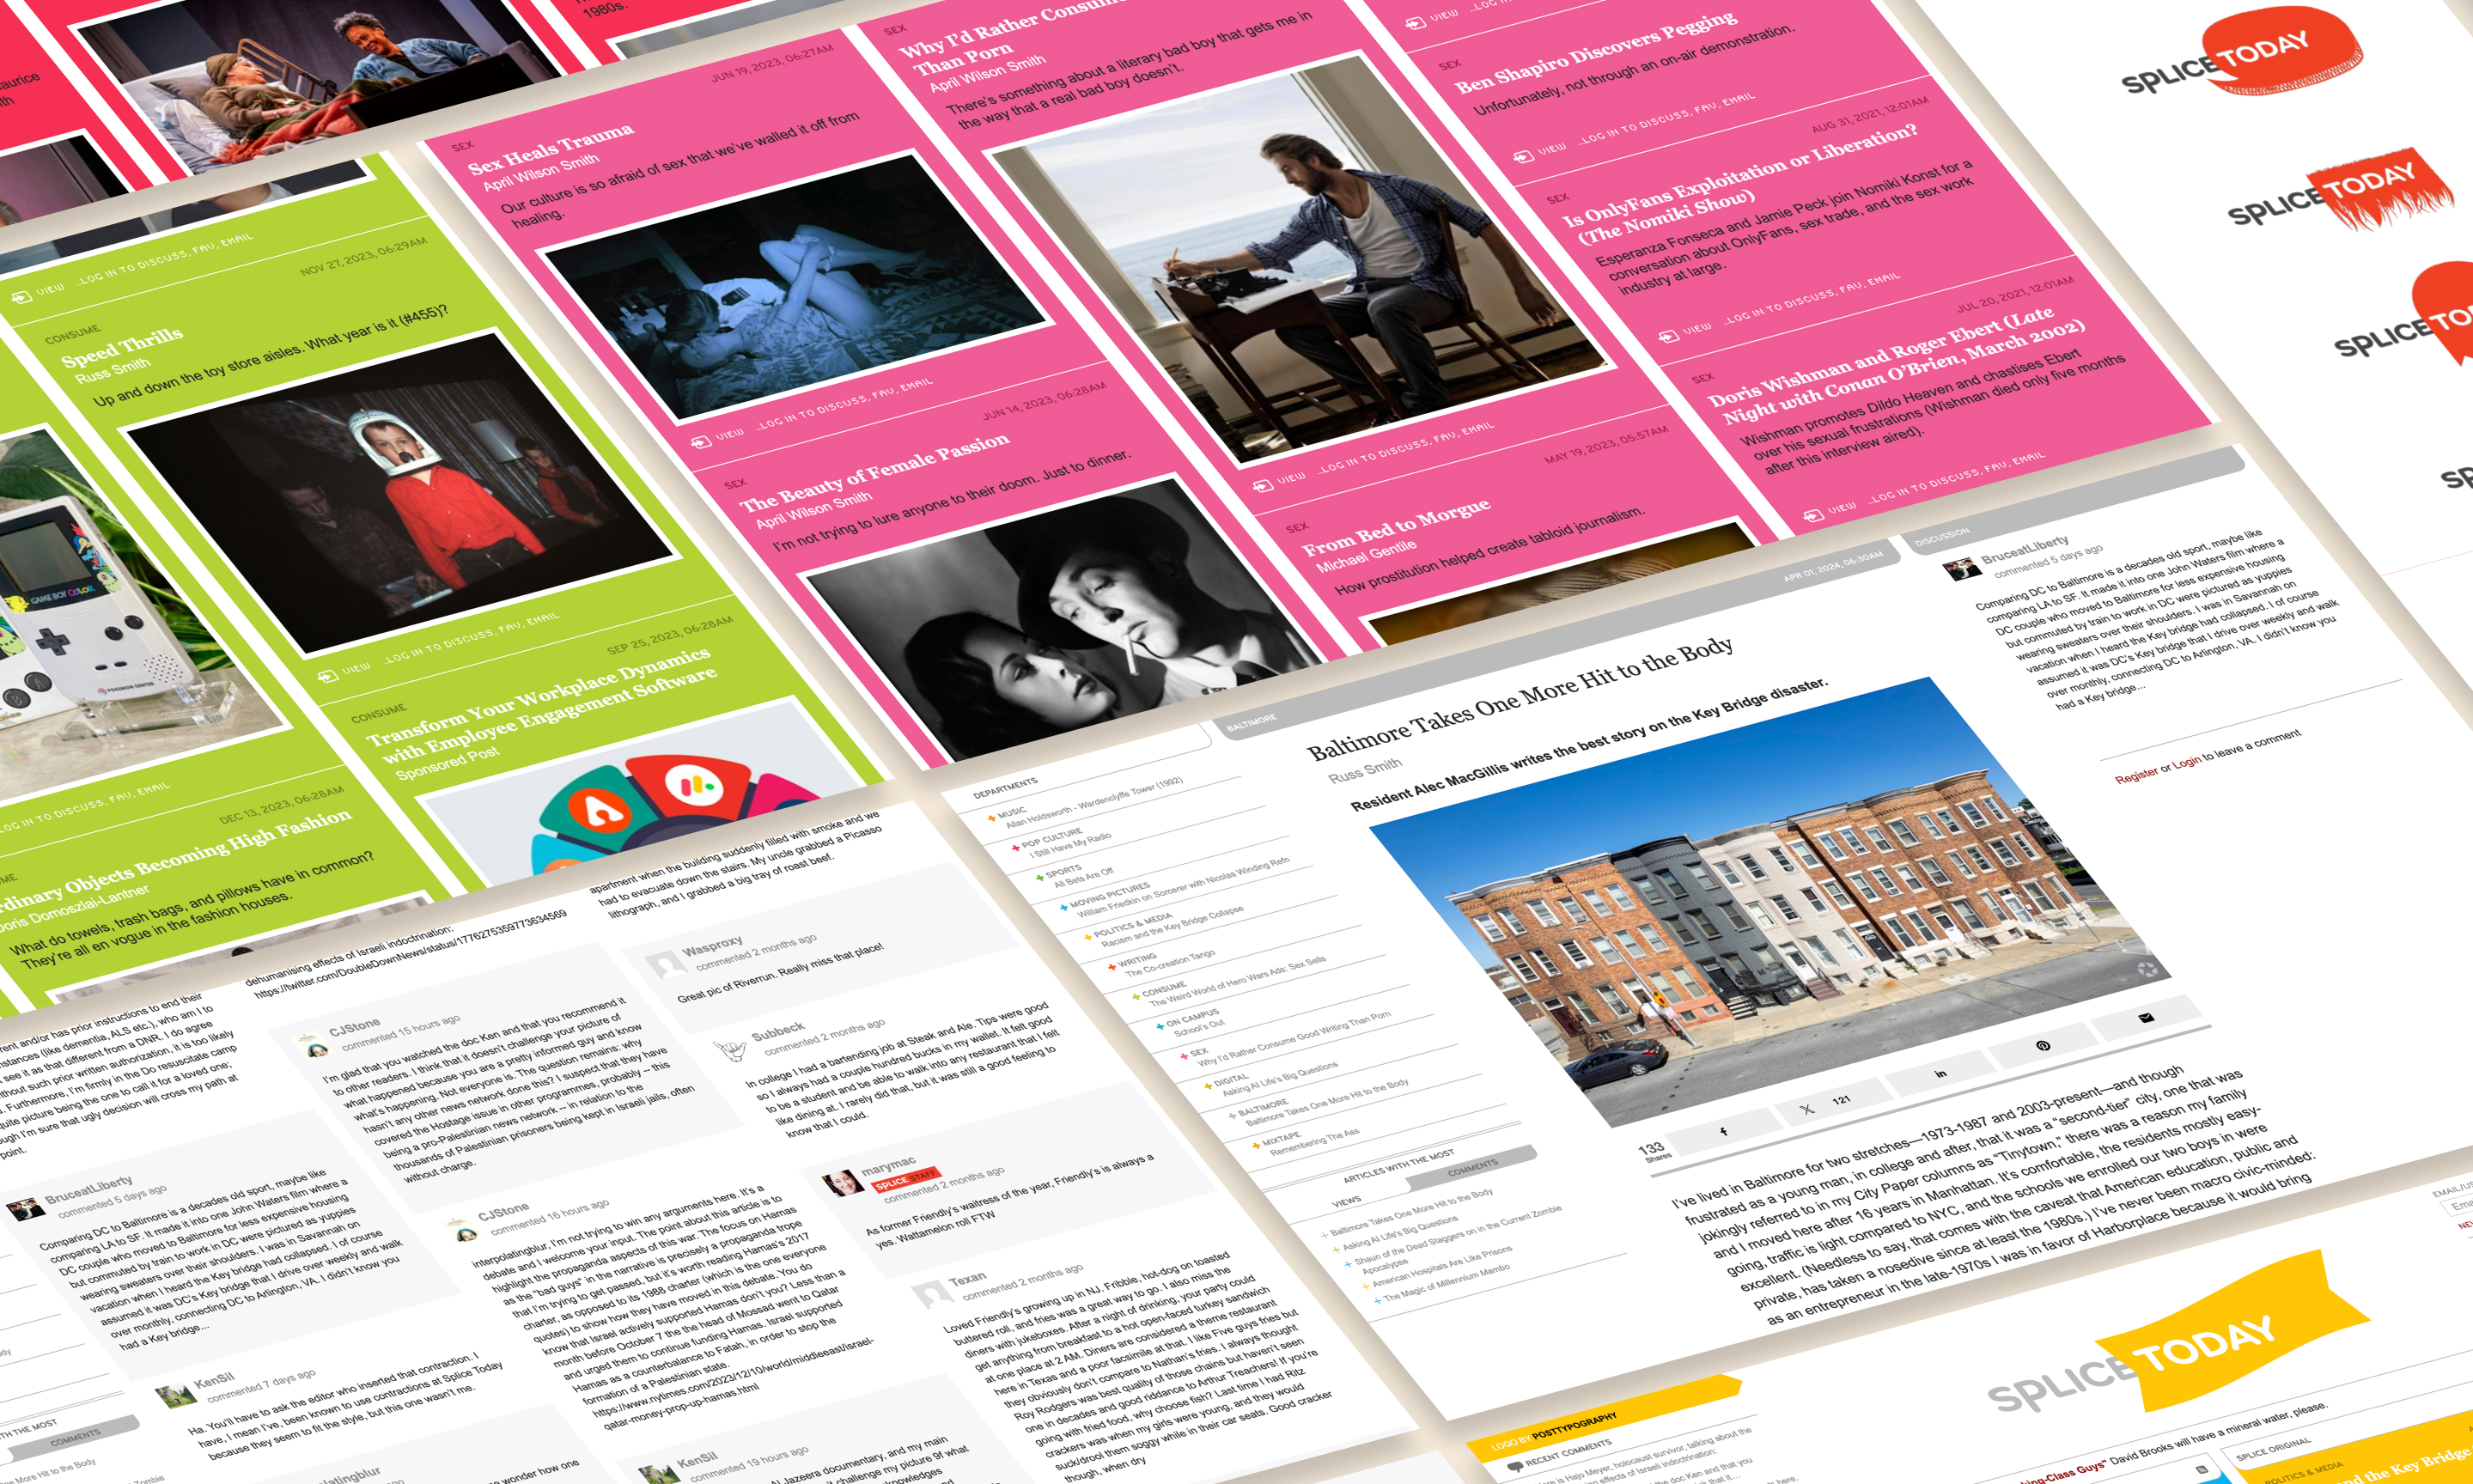 1980s.
aurice
th
SEX
JUN 19, 2023, 06:27AM
Sex Heals Trauma
April Wilson Smith
Our culture is so afraid of sex that we've walled it off from
healing.
VIEW ...LOG IN TO DISCUSS, FAV, EMAIL
SEX
JUN 14, 2023, 06:28AM
The Beauty of Female Passion
April Wilson Smith
I'm not trying to lure anyone to their doom. Just to dinner.
SEX
Why I'd Rather Consume
Than Porn
April Wilson Smith
There's something about a literary bad boy that gets me in
the way that a real bad boy doesn't.
VIEW ...LOG IN TO DISCUSS, FAV, EMAIL
SEX
MAY 19, 2023, 05:57AM
From Bed to Morgue
Michael Gentile
How prostitution helped create tabloid journalism.
VIEW ...LOG IN
SEX
Ben Shapiro Discovers Pegging
Unfortunately, not through an on-air demonstration.
VIEW ...LOG IN TO DISCUSS, FAV, EMAIL
SEX
AUG 31, 2021, 12:01AM
Is OnlyFans Exploitation or Liberation?
(The Nomiki Show)
Esperanza Fonseca and Jamie Peck join Nomiki Konst for a
conversation about OnlyFans, sex trade, and the sex work
industry at large.
VIEW ...LOG IN TO DISCUSS, FAV, EMAIL
SEX
JUL 20, 2021, 12:01AM
Doris Wishman and Roger Ebert (Late
Night with Conan O'Brien, March 2002)
Wishman promotes Dildo Heaven and chastises Ebert
over his sexual frustrations (Wishman died only five months
after this interview aired).
VIEW ...LOG IN TO DISCUSS, FAV, EMAIL
SPLICE TODAY
SPLICE TODAY
SPLICE TO
SP
VIEW ...LOG IN TO DISCUSS, FAV, EMAIL
CONSUME
NOV 27, 2023, 06:29AM
Speed Thrills
Russ Smith
Up and down the toy store aisles. What year is it (#455)?
VIEW ...LOG IN TO DISCUSS, FAV, EMAIL
CONSUME
SEP 25, 2023, 06:28AM
Transform Your Workplace Dynamics
with Employee Engagement Software
Sponsored Post
GAME BOY COLOR
POKEMON CENTER
LOG IN TO DISCUSS, FAV, EMAIL
ME
DEC 13, 2023, 06:28AM
rdinary Objects Becoming High Fashion
Doris Domoszlai-Lantner
What do towels, trash bags, and pillows have in common?
They're all en vogue in the fashion houses.
DEPARTMENTS
MUSIC
Allan Holdsworth - Wardenclyffe Tower (1992)
POP CULTURE
I Still Have My Radio
SPORTS
All Bets Are Off
MOVING PICTURES
William Friedkin on Sorcerer with Nicolas Winding Refn
POLITICS & MEDIA
Racism and the Key Bridge Collapse
WRITING
The Co-creation Tango
CONSUME
The Weird World of Hero Wars Ads: Sex Sells
ON CAMPUS
School's Out
SEX
Why I'd Rather Consume Good Writing Than Porn
DIGITAL
Asking AI Life's Big Questions
BALTIMORE
Baltimore Takes One More Hit to the Body
MIXTAPE
Remembering The Ass
ARTICLES WITH THE MOST
VIEWS
COMMENTS
Baltimore Takes One More Hit to the Body
Asking AI Life's Big Questions
Shaun of the Dead Staggers on in the Current Zombie
Apocalypse
American Hospitals Are Like Prisons
The Magic of Millennium Mambo
BALTIMORE
APR 01, 2024, 06:30AM
Baltimore Takes One More Hit to the Body
Russ Smith
Resident Alec MacGillis writes the best story on the Key Bridge disaster.
133
Shares
121
I've lived in Baltimore for two stretches—1973-1987 and 2003-present—and though
frustrated as a young man, in college and after, that it was a "second-tier" city, one that was
jokingly referred to in my City Paper columns as "Tinytown," there was a reason my family
and I moved here after 16 years in Manhattan. It's comfortable, the residents mostly easy-
going, traffic is light compared to NYC, and the schools we enrolled our two boys in were
excellent. (Needless to say, that comes with the caveat that American education, public and
private, has taken a nosedive since at least the 1980s.) I've never been macro civic-minded:
as an entrepreneur in the late-1970s I was in favor of Harborplace because it would bring
DISCUSSION
BruceatLiberty
commented 5 days ago
Comparing DC to Baltimore is a decades old sport, maybe like
comparing LA to SF. It made it into one John Waters film where a
DC couple who moved to Baltimore for less expensive housing
but commuted by train to work in DC were pictured as yuppies
wearing sweaters over their shoulders. I was in Savannah on
vacation when I heard the Key bridge had collapsed. I of course
assumed it was DC's Key bridge that I drive over weekly and walk
over monthly, connecting DC to Arlington, VA. I didn't know you
had a Key bridge...
Register or Login to leave a comment
rent and/or has prior instructions to end their
nstances (like dementia, ALS etc.), who am I to
see it as that different from a DNR. I do agree
ithout such prior written authorization, it is too likely
. Furthermore, I'm firmly in the Do resuscitate camp
quite picture being the one to call it for a loved one;
ough I'm sure that ugly decision will cross my path at
point.
BruceatLiberty
commented 5 days ago
Comparing DC to Baltimore is a decades old sport, maybe like
comparing LA to SF. It made it into one John Waters film where a
DC couple who moved to Baltimore for less expensive housing
but commuted by train to work in DC were pictured as yuppies
wearing sweaters over their shoulders. I was in Savannah on
vacation when I heard the Key bridge had collapsed. I of course
assumed it was DC's Key bridge that I drive over weekly and walk
over monthly, connecting DC to Arlington, VA. I didn't know you
had a Key bridge...
KenSil
commented 7 days ago
Ha. You'll have to ask the editor who inserted that contraction. I
have, I mean I've, been known to use contractions at Splice Today
because they seem to fit the style, but this one wasn't me.
latingblur
e wonder how one
TH THE MOST
COMMENTS
More Hit to the Body
Zombie
dehumanising effects of Israeli indoctrination:
https://twitter.com/DoubleDownNews/status/1776275359773634569
CJStone
commented 15 hours ago
I'm glad that you watched the doc Ken and that you recommend it
to other readers. I think that it doesn't challenge your picture of
what happened because you are a pretty informed guy and know
what's happening. Not everyone is. The question remains: why
hasn't any other news network done this? I suspect that they have
covered the Hostage issue in other programmes, probably – this
being a pro-Palestinian news network – in relation to the
thousands of Palestinian prisoners being kept in Israeli jails, often
without charge.
CJStone
commented 16 hours ago
interpolatingblur, I'm not trying to win any arguments here. It's a
debate and I welcome your input. The point about this article is to
highlight the propaganda aspects of this war. The focus on Hamas
as the "bad guys" in the narrative is precisely a propaganda trope
that I'm trying to get passed, but it's worth reading Hamas's 2017
charter, as opposed to its 1988 charter (which is the one everyone
quotes) to show how they have moved in this debate. You do
know that Israel actively supported Hamas don't you? Less than a
month before October 7 the the head of Mossad went to Qatar
and urged them to continue funding Hamas. Israel supported
Hamas as a counterbalance to Fatah, in order to stop the
formation of a Palestinian state.
https://www.nytimes.com/2023/12/10/world/middleeast/israel-
qatar-money-prop-up-hamas.html
KenSil
commented 19 hours ago
Al Jazeera documentary, and my main
challenge my picture 9f what
knowledges
apartment when the building suddenly filled with smoke and we
had to evacuate down the stairs. My uncle grabbed a Picasso
lithograph, and I grabbed a big tray of roast beef.
Wasproxy
commented 2 months ago
Great pic of Riverrun. Really miss that place!
Subbeck
commented 2 months ago
In college I had a bartending job at Steak and Ale. Tips were good
so I always had a couple hundred bucks in my wallet. It felt good
to be a student and be able to walk into any restaurant that I felt
like dining at. I rarely did that, but it was still a good feeling to
know that I could.
marymac
SPLICE STAFF
commented 2 months ago
As former Friendly's waitress of the year, Friendly's is always a
yes. Wattamelon roll FTW
Texan
commented 2 months ago
Loved Friendly's growing up in NJ, Fribble, hot-dog on toasted
buttered roll, and fries was a great way to go. I also miss the
diners with jukeboxes. After a night of drinking, your party could
get anything from breakfast to a hot open-faced turkey sandwich
at one place at 2 AM. Diners are considered a theme restaurant
here in Texas and a poor facsimile at that. I like Five guys fries but
they obviously don't compare to Nathan's fries. I always thought
Roy Rodgers was best quality of those chains but haven't seen
one in decades and good riddance to Arthur Treachers! If you're
going with fried food, why choose fish? Last time I had Ritz
crackers was when my girls were young, and they would
suck/drool them soggy while in their car seats. Good cracker
though, when dry
LOGO BY POSTTYPOGRAPHY
RECENT COMMENTS
ere is Hajo Meyer, holocaust survivor, talking about the
ing effects of Israeli indoctrination:
the doc Ken and that you
SPLICE TODAY
EMAIL/US
Ema
NE
king-Class Guys" David Brooks will have a mineral water, please.
SPLICE ORIGINAL
POLITICS & MEDIA
nd the Key Bridge